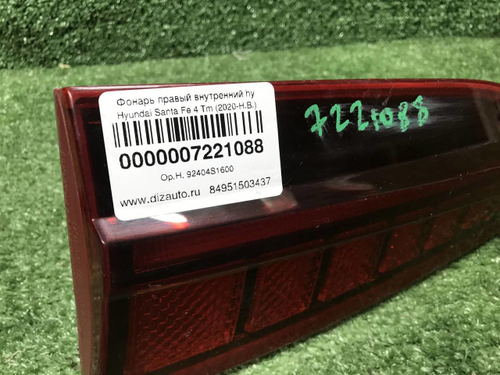 Фонарь правый внутренний hy
Hyundai Santa Fe 4 Tm (2020-Н.В.)
0000007221088
Ор.Н. 92404S1600
www.dizauto.ru 84951503437
7221088